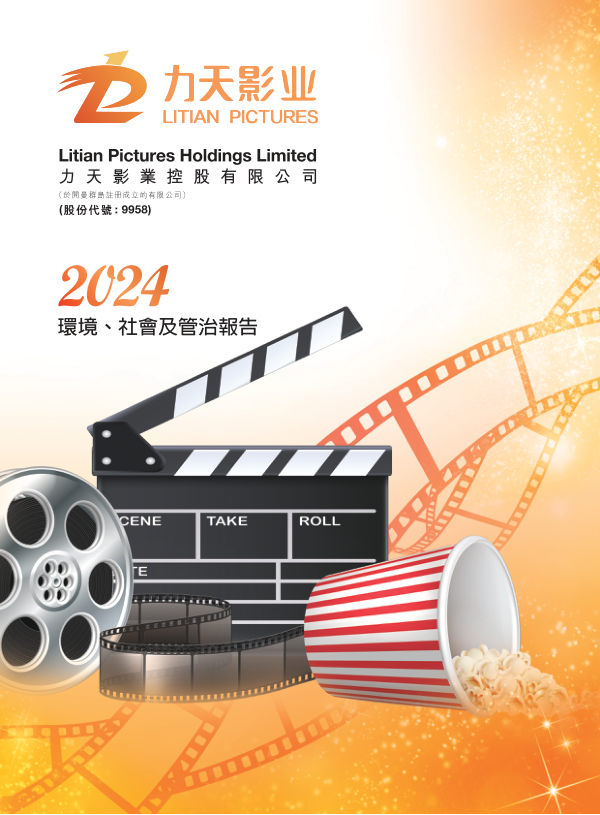 力天影业
LITIAN PICTURES
Litian Pictures Holdings Limited
力天影業控股有限公司
(於開曼群島註冊成立的有限公司)
(股份代號 : 9958)
2024
環境、社會及管治報告
CENE TAKE ROLL
TE